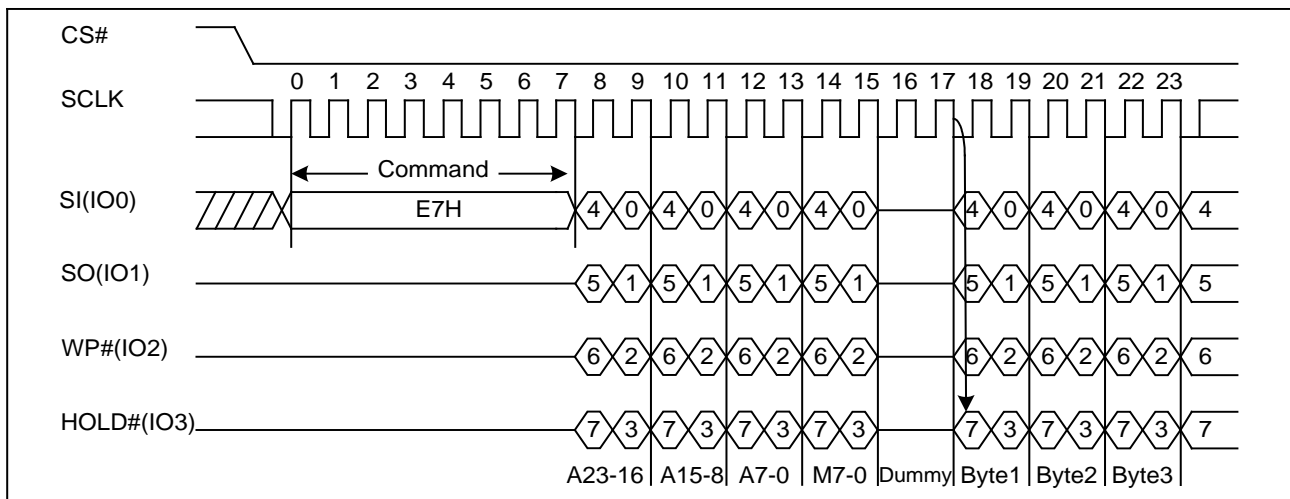 CS#
0 1 2 3 4 5 6 7 8 9 10 11 12 13 14 15 16 17 18 19 20 21 22 23
SCLK
Command
SI(IO0) E7H 4 0 4 0 4 0 4 0 4 0 4 0 4 0 4
SO(IO1) 5 1 5 1 5 1 5 1 5 1 5 1 5 1 5
WP#(IO2) 6 2 6 2 6 2 6 2 6 2 6 2 6 2 6
HOLD#(IO3) 7 3 7 3 7 3 7 3 7 3 7 3 7 3 7
A23-16 A15-8 A7-0 M7-0 Dummy Byte1 Byte2 Byte3